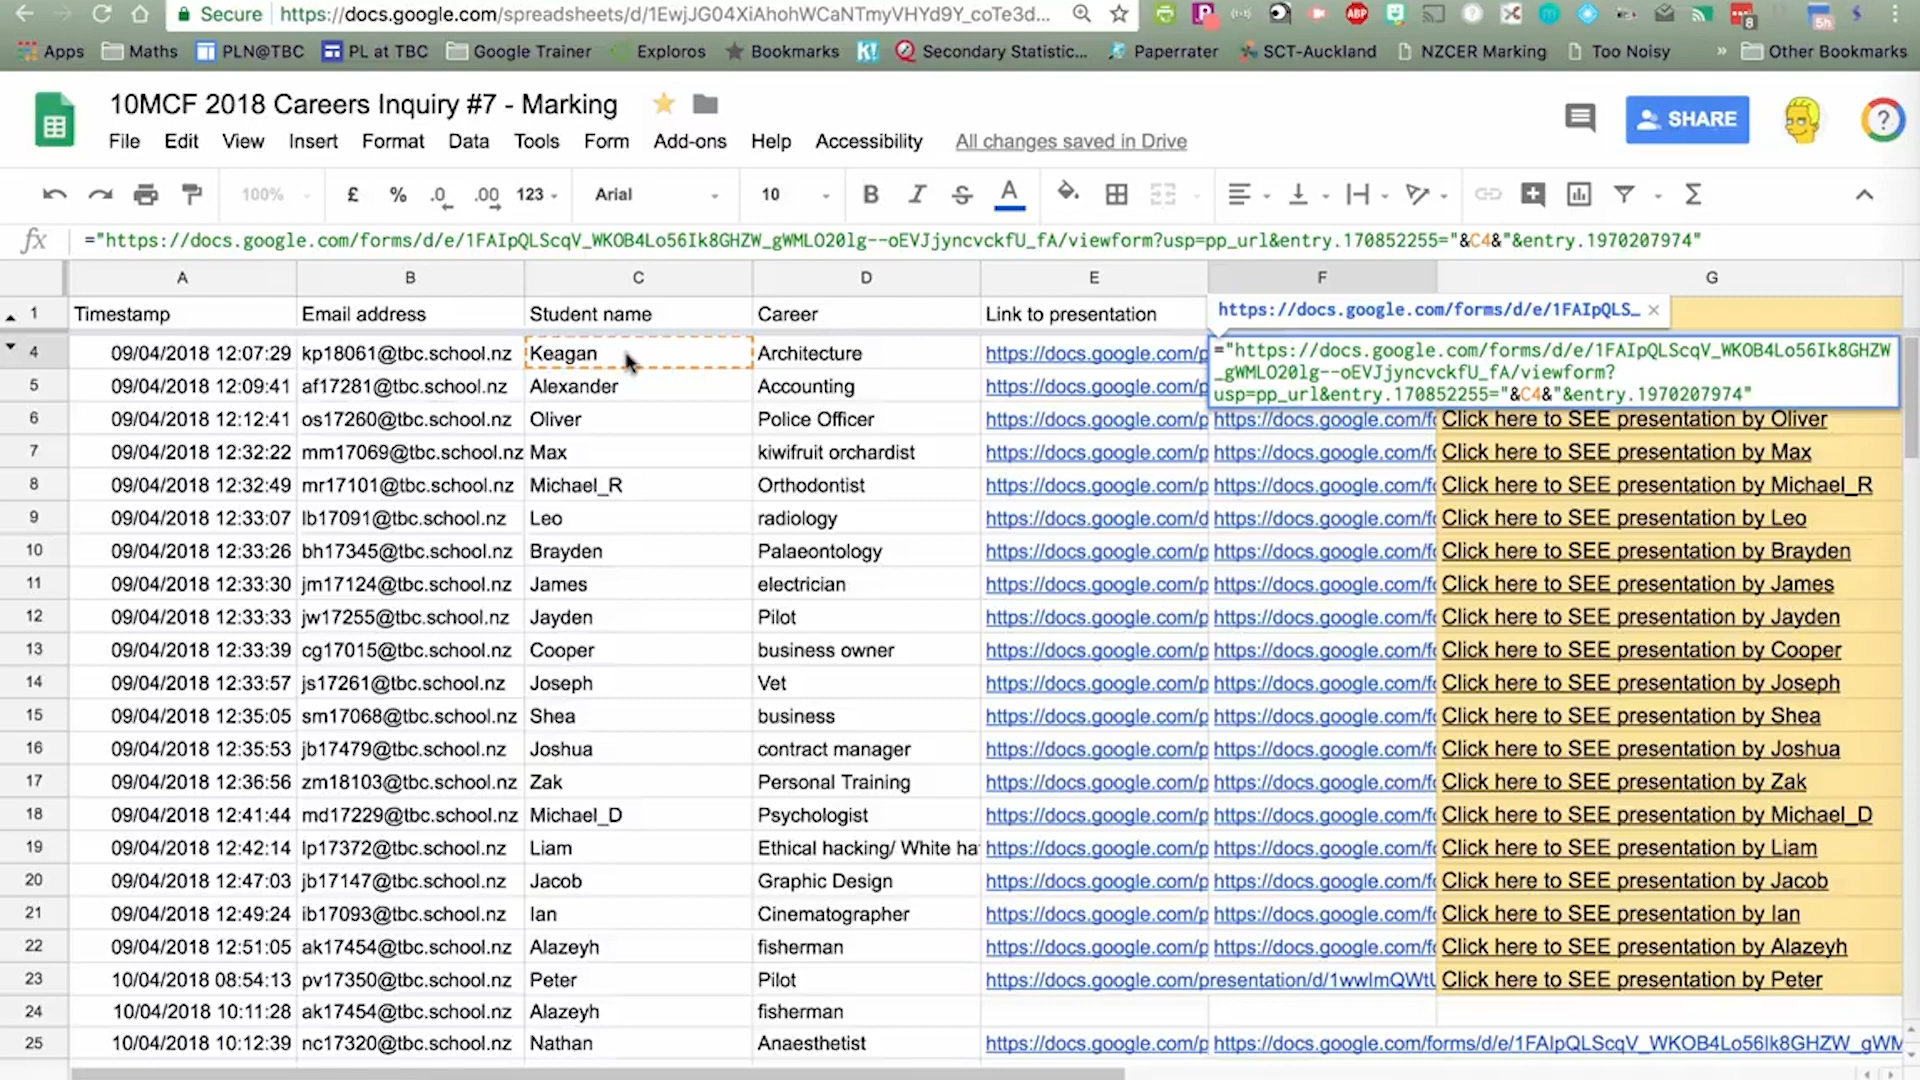 Secure https://docs.google.com/spreadsheets/d/1EwjJG04XiAhohWCaNTmyVHYd9Y_coTe3d...
ABP 8 5h
Apps Maths PLN@TBC PL at TBC Google Trainer Exploros Bookmarks K! Secondary Statistic... Paperrater SCT-Auckland NZCER Marking Too Noisy » Other Bookmarks
10MCF 2018 Careers Inquiry #7 - Marking
SHARE
File Edit View Insert Format Data Tools Form Add-ons Help Accessibility All changes saved in Drive
100% £ % .0 .00 123 Arial 10 B I S A Σ
fx ="https://docs.google.com/forms/d/e/1FAIpQLScqV_WKOB4Lo56Ik8GHZW_gWMLO20lg--oEVJjyncvckfU_fA/viewform?usp=pp_url&entry.170852255="&C4&"&entry.1970207974"
A B C D E F G
1 Timestamp Email address Student name Career Link to presentation https://docs.google.com/forms/d/e/1FAIpQLS_ ×
4 09/04/2018 12:07:29 kp18061@tbc.school.nz Keagan Architecture https://docs.google.com/p
="https://docs.google.com/forms/d/e/1FAIpQLScqV_WKOB4Lo56Ik8GHZW
_gWMLO20lg--oEVJjyncvckfU_fA/viewform?
usp=pp_url&entry.170852255="&C4&"&entry.1970207974"
5 09/04/2018 12:09:41 af17281@tbc.school.nz Alexander Accounting https://docs.google.com/p
6 09/04/2018 12:12:41 os17260@tbc.school.nz Oliver Police Officer https://docs.google.com/p https://docs.google.com/fo Click here to SEE presentation by Oliver
7 09/04/2018 12:32:22 mm17069@tbc.school.nz Max kiwifruit orchardist https://docs.google.com/p https://docs.google.com/fo Click here to SEE presentation by Max
8 09/04/2018 12:32:49 mr17101@tbc.school.nz Michael_R Orthodontist https://docs.google.com/p https://docs.google.com/fo Click here to SEE presentation by Michael_R
9 09/04/2018 12:33:07 lb17091@tbc.school.nz Leo radiology https://docs.google.com/d https://docs.google.com/fo Click here to SEE presentation by Leo
10 09/04/2018 12:33:26 bh17345@tbc.school.nz Brayden Palaeontology https://docs.google.com/p https://docs.google.com/fo Click here to SEE presentation by Brayden
11 09/04/2018 12:33:30 jm17124@tbc.school.nz James electrician https://docs.google.com/p https://docs.google.com/fo Click here to SEE presentation by James
12 09/04/2018 12:33:33 jw17255@tbc.school.nz Jayden Pilot https://docs.google.com/p https://docs.google.com/fo Click here to SEE presentation by Jayden
13 09/04/2018 12:33:39 cg17015@tbc.school.nz Cooper business owner https://docs.google.com/p https://docs.google.com/fo Click here to SEE presentation by Cooper
14 09/04/2018 12:33:57 js17261@tbc.school.nz Joseph Vet https://docs.google.com/p https://docs.google.com/fo Click here to SEE presentation by Joseph
15 09/04/2018 12:35:05 sm17068@tbc.school.nz Shea business https://docs.google.com/p https://docs.google.com/fo Click here to SEE presentation by Shea
16 09/04/2018 12:35:53 jb17479@tbc.school.nz Joshua contract manager https://docs.google.com/p https://docs.google.com/fo Click here to SEE presentation by Joshua
17 09/04/2018 12:36:56 zm18103@tbc.school.nz Zak Personal Training https://docs.google.com/p https://docs.google.com/fo Click here to SEE presentation by Zak
18 09/04/2018 12:41:44 md17229@tbc.school.nz Michael_D Psychologist https://docs.google.com/p https://docs.google.com/fo Click here to SEE presentation by Michael_D
19 09/04/2018 12:42:14 lp17372@tbc.school.nz Liam Ethical hacking/ White ha https://docs.google.com/p https://docs.google.com/fo Click here to SEE presentation by Liam
20 09/04/2018 12:47:03 jb17147@tbc.school.nz Jacob Graphic Design https://docs.google.com/p https://docs.google.com/fo Click here to SEE presentation by Jacob
21 09/04/2018 12:49:24 ib17093@tbc.school.nz Ian Cinematographer https://docs.google.com/p https://docs.google.com/fo Click here to SEE presentation by Ian
22 09/04/2018 12:51:05 ak17454@tbc.school.nz Alazeyh fisherman https://docs.google.com/p https://docs.google.com/fo Click here to SEE presentation by Alazeyh
23 10/04/2018 08:54:13 pv17350@tbc.school.nz Peter Pilot https://docs.google.com/presentation/d/1wwImQWtU Click here to SEE presentation by Peter
24 10/04/2018 10:11:28 ak17454@tbc.school.nz Alazeyh fisherman
25 10/04/2018 10:12:39 nc17320@tbc.school.nz Nathan Anaesthetist https://docs.google.com/p https://docs.google.com/forms/d/e/1FAIpQLScqV_WKOB4Lo56Ik8GHZW_gWM